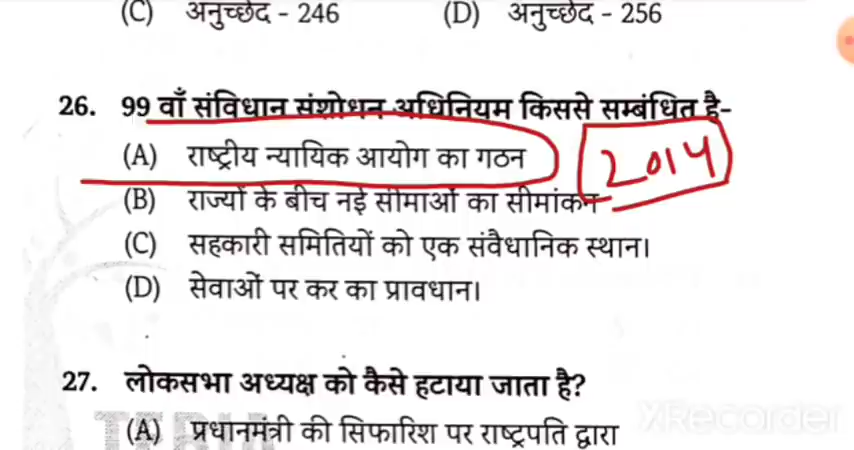 (C) अनुच्छेद - 246 (D) अनुच्छेद - 256
26. 99 वाँ संविधान संशोधन अधिनियम किससे सम्बंधित है-
(A) राष्ट्रीय न्यायिक आयोग का गठन 2014
(B) राज्यों के बीच नई सीमाओं का सीमांकन
(C) सहकारी समितियों को एक संवैधानिक स्थान।
(D) सेवाओं पर कर का प्रावधान।
27. लोकसभा अध्यक्ष को कैसे हटाया जाता है?
(A) प्रधानमंत्री की सिफारिश पर राष्ट्रपति द्वारा
XRecorder